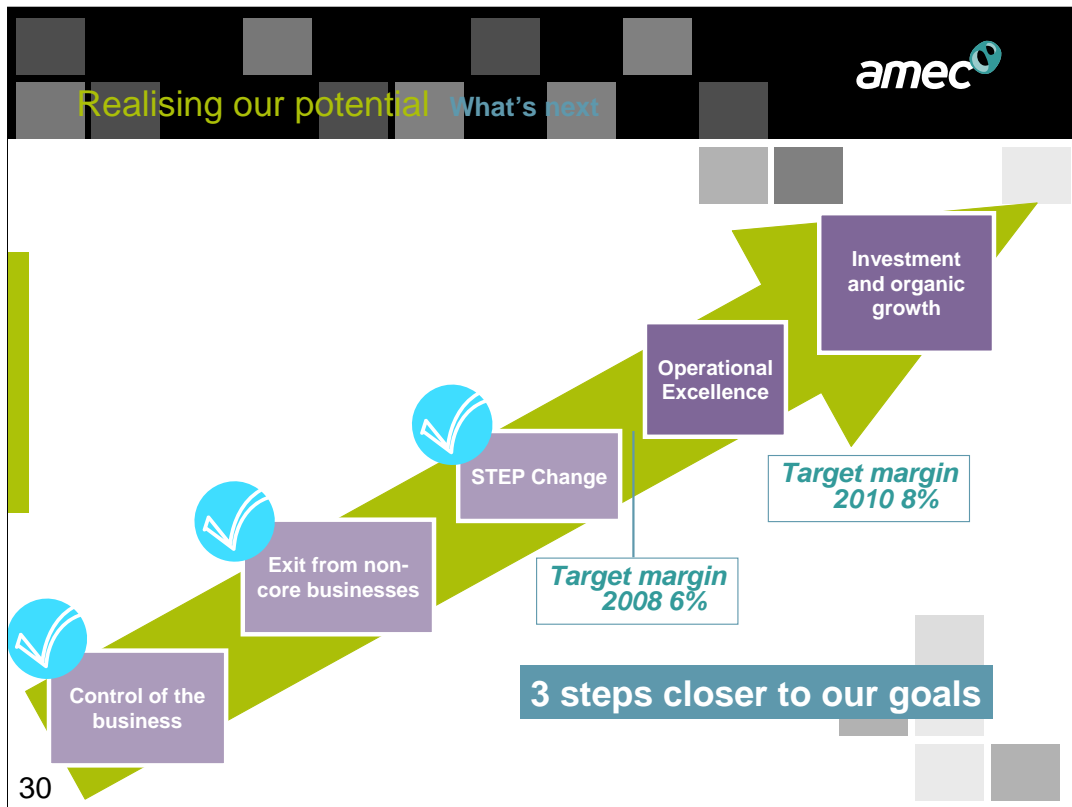 amec
Realising our potential What's next
Investment
and organic
growth
Operational
Excellence
STEP Change
Target margin
2010 8%
Exit from non-
core businesses
Target margin
2008 6%
Control of the
business
3 steps closer to our goals
30